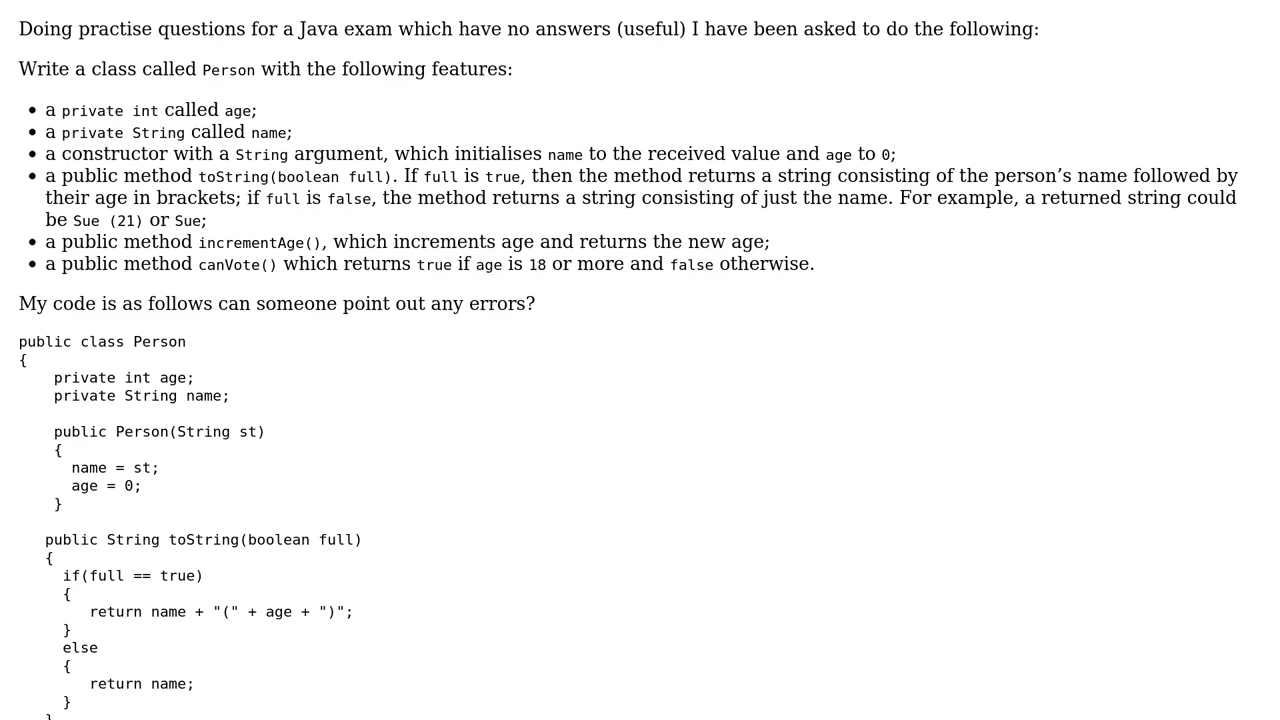 Doing practise questions for a Java exam which have no answers (useful) I have been asked to do the following:
Write a class called Person with the following features:
• a private int called age;
• a private String called name;
• a constructor with a String argument, which initialises name to the received value and age to 0;
• a public method toString(boolean full). If full is true, then the method returns a string consisting of the person’s name followed by
their age in brackets; if full is false, the method returns a string consisting of just the name. For example, a returned string could
be Sue (21) or Sue;
• a public method incrementAge(), which increments age and returns the new age;
• a public method canVote() which returns true if age is 18 or more and false otherwise.
My code is as follows can someone point out any errors?
public class Person
{
    private int age;
    private String name;
    public Person(String st)
    {
      name = st;
      age = 0;
    }
   public String toString(boolean full)
   {
     if(full == true)
     {
        return name + "(" + age + ")";
     }
     else
     {
        return name;
     }
   }